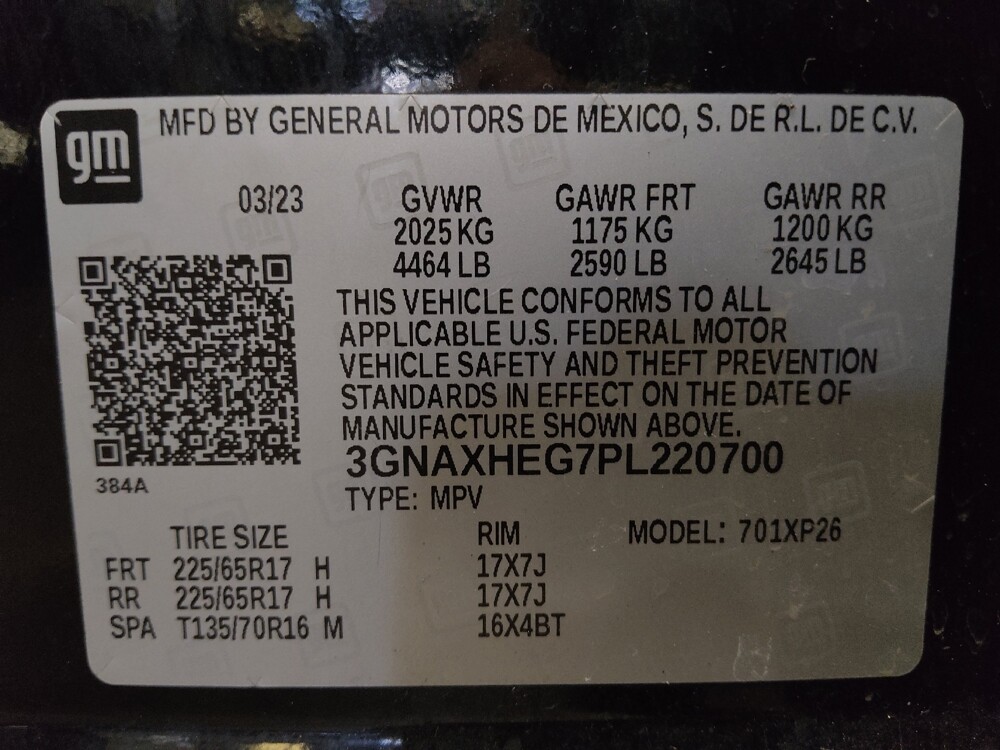 gm
MFD BY GENERAL MOTORS DE MEXICO, S. DE R.L. DE C.V.
03/23 GVWR GAWR FRT GAWR RR
2025 KG 1175 KG 1200 KG
4464 LB 2590 LB 2645 LB
THIS VEHICLE CONFORMS TO ALL
APPLICABLE U.S. FEDERAL MOTOR
VEHICLE SAFETY AND THEFT PREVENTION
STANDARDS IN EFFECT ON THE DATE OF
MANUFACTURE SHOWN ABOVE.
3GNAXHEG7PL220700
384A
TYPE: MPV
TIRE SIZE RIM MODEL: 701XP26
FRT 225/65R17 H 17X7J
RR 225/65R17 H 17X7J
SPA T135/70R16 M 16X4BT